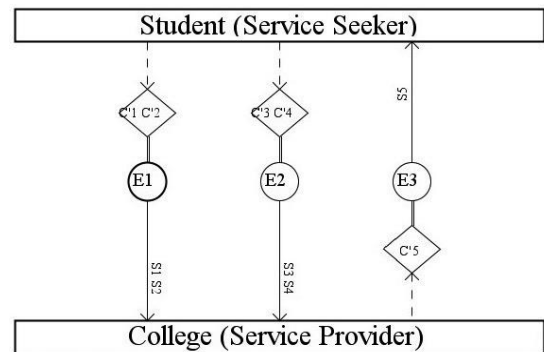 Student (Service Seeker)
C'1 C'2
C'3 C'4
S5
E1
E2
E3
S1 S2
S3 S4
C'5
College (Service Provider)